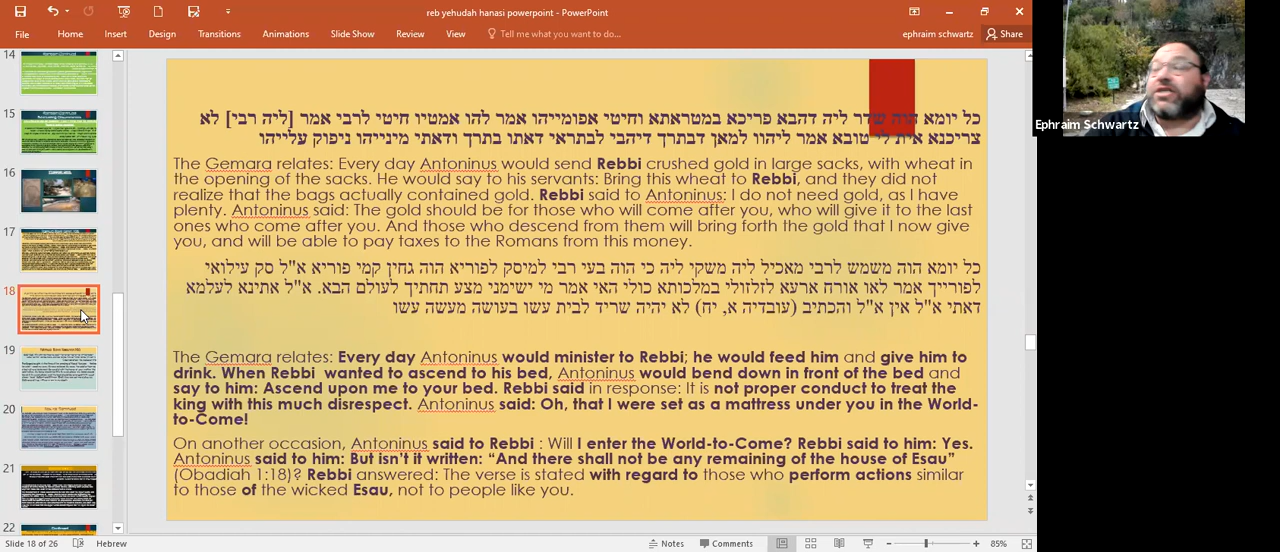 reb yehudah hanasi powerpoint - PowerPoint
File Home Insert Design Transitions Animations Slide Show Review View Tell me what you want to do... ephraim schwartz Share
Ephraim Schwartz
14
15
16
17
18
19
20
21
22
כל יומא הוה שדר ליה דהבא פריכא במטראתא וחיטי אפומייהו אמר להו אמטיו חיטי לרבי אמר [ליה רבי] לא
צריכנא אית לי טובא אמר ליהוו למאן דבתרך דיהבי לבתראי דאתו בתרך ודאתי מינייהו ניפוק עלייהו
The Gemara relates: Every day Antoninus would send Rebbi crushed gold in large sacks, with wheat in
the opening of the sacks. He would say to his servants: Bring this wheat to Rebbi, and they did not
realize that the bags actually contained gold. Rebbi said to Antoninus: I do not need gold, as I have
plenty. Antoninus said: The gold should be for those who will come after you, who will give it to the last
ones who come after you. And those who descend from them will bring forth the gold that I now give
you, and will be able to pay taxes to the Romans from this money.
כל יומא הוה משמש לרבי מאכיל ליה משקי ליה כי הוה בעי רבי למיסק לפוריא הוה גחין קמי פוריא א"ל סק עילואי
לפורייך אמר לאו אורח ארעא לזלזולי במלכותא כולי האי אמר מי ישימני מצע תחתיך לעולם הבא. א"ל אתינא לעלמא
דאתי א"ל אין א"ל והכתיב (עובדיה א, יח) לא יהיה שריד לבית עשו בעושה מעשה עשו
The Gemara relates: Every day Antoninus would minister to Rebbi; he would feed him and give him to
drink. When Rebbi wanted to ascend to his bed, Antoninus would bend down in front of the bed and
say to him: Ascend upon me to your bed. Rebbi said in response: It is not proper conduct to treat the
king with this much disrespect. Antoninus said: Oh, that I were set as a mattress under you in the World-
to-Come!
On another occasion, Antoninus said to Rebbi : Will I enter the World-to-Come? Rebbi said to him: Yes.
Antoninus said to him: But isn't it written: “And there shall not be any remaining of the house of Esau”
(Obadiah 1:18)? Rebbi answered: The verse is stated with regard to those who perform actions similar
to those of the wicked Esau, not to people like you.
Slide 18 of 26 Hebrew Notes Comments 85%